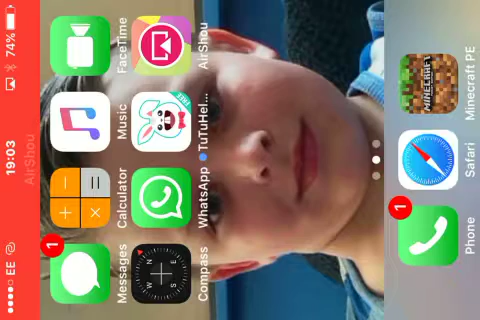 ●●●●○ EE 19:03 74%
AirShou
1
Messages Calculator Music FaceTime
Compass WhatsApp TuTuHel... AirShou
FREE
N
W E
S
1
Phone Safari Minecraft PE
MINECRAFT